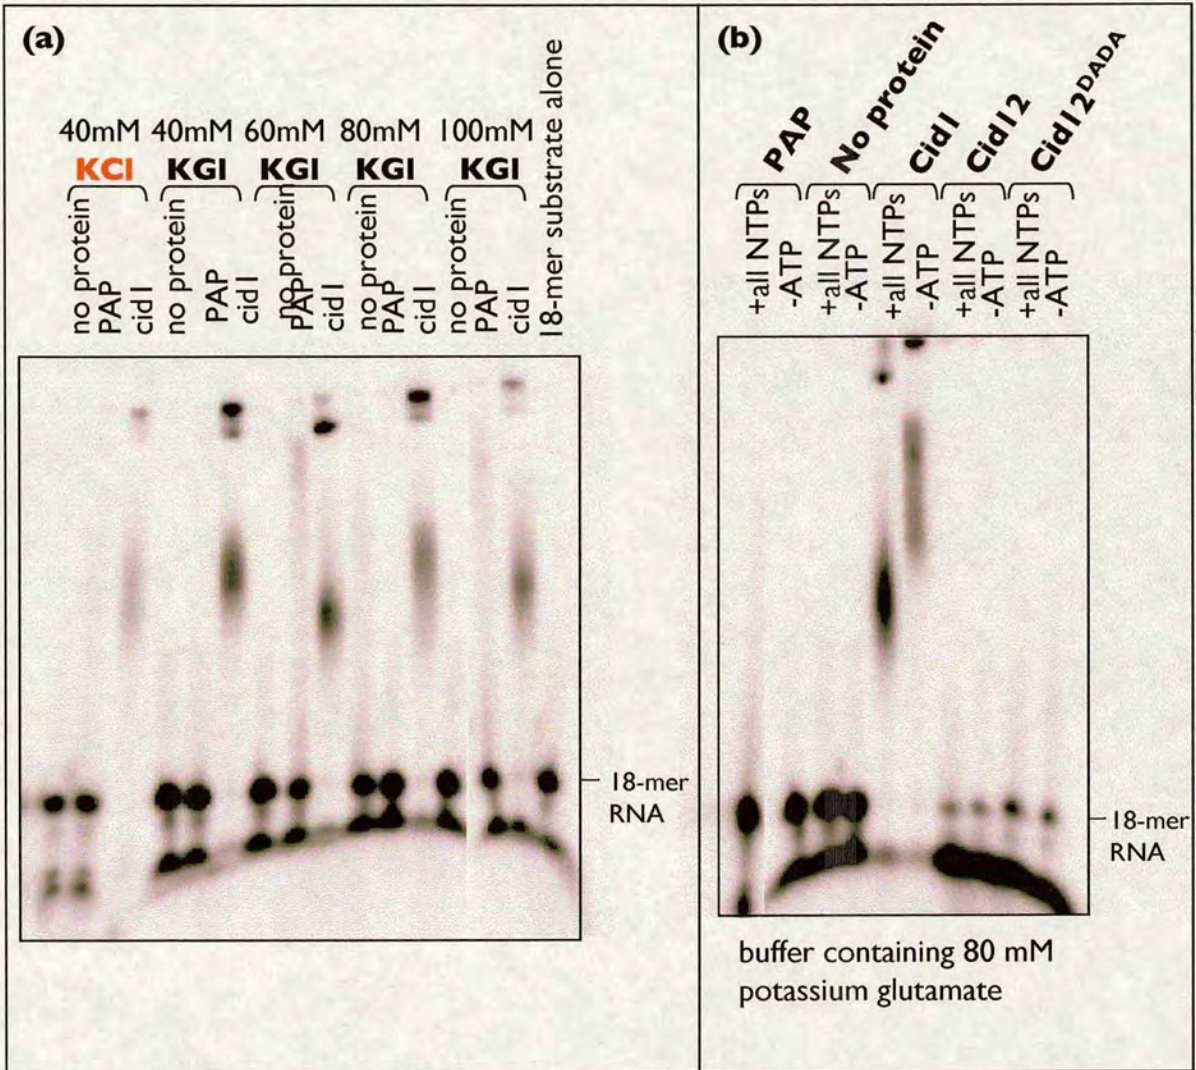 (a)
40mM 40mM 60mM 80mM 100mM
KCl KGl KGl KGl KGl
no protein
PAP
cid1
no protein
PAP
cid1
no protein
PAP
cid1
no protein
PAP
cid1
no protein
PAP
cid1
18-mer substrate alone
18-mer
RNA
(b)
PAP
No protein
Cid1
Cid12
Cid12DADA
+all NTPs
-ATP
+all NTPs
-ATP
+all NTPs
-ATP
+all NTPs
-ATP
+all NTPs
-ATP
18-mer
RNA
buffer containing 80 mM
potassium glutamate